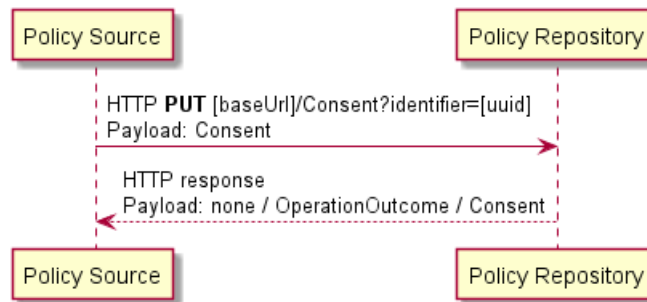 Policy Source
Policy Repository
HTTP PUT [baseUrl]/Consent?identifier=[uuid]
Payload: Consent
HTTP response
Payload: none / OperationOutcome / Consent
Policy Source
Policy Repository